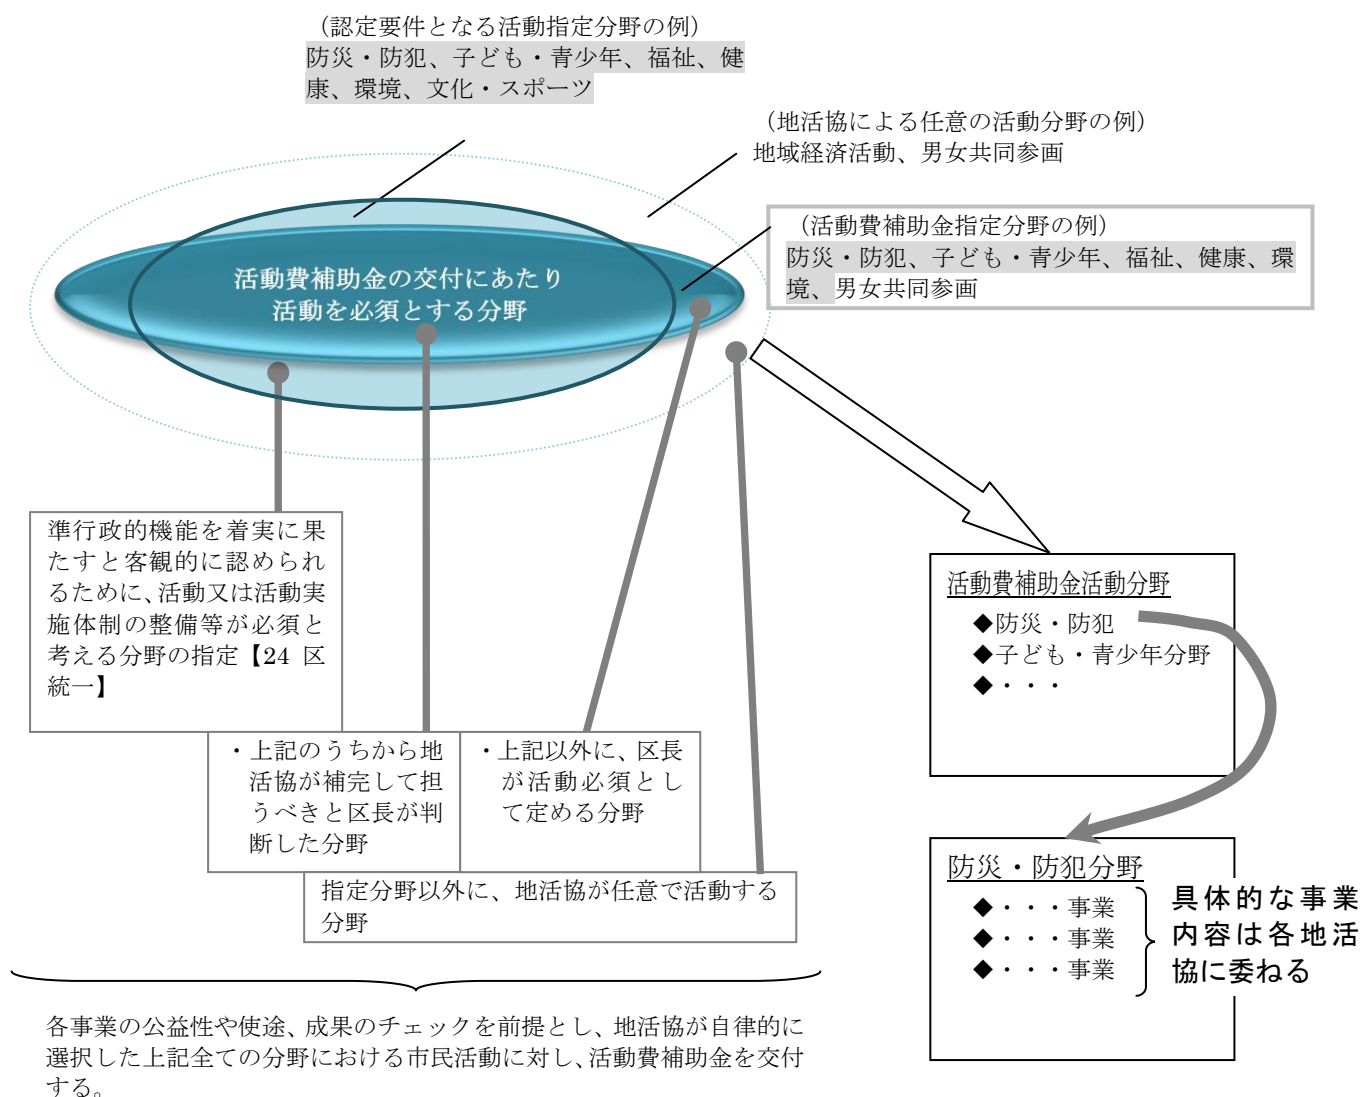 （認定要件となる活動指定分野の例）
防災・防犯、子ども・青少年、福祉、健
康、環境、文化・スポーツ
（地活協による任意の活動分野の例）
地域経済活動、男女共同参画
（活動費補助金指定分野の例）
防災・防犯、子ども・青少年、福祉、健康、環
境、男女共同参画
活動費補助金の交付にあたり
活動を必須とする分野
準行政的機能を着実に果
たすと客観的に認められ
るために、活動又は活動実
施体制の整備等が必須と
考える分野の指定【24 区
統一】
・上記のうちから地
活協が補完して担
うべきと区長が判
断した分野
・上記以外に、区長
が活動必須とし
て定める分野
指定分野以外に、地活協が任意で活動する
分野
各事業の公益性や使途、成果のチェックを前提とし、地活協が自律的に
選択した上記全ての分野における市民活動に対し、活動費補助金を交付
する。
活動費補助金活動分野
◆防災・防犯
◆子ども・青少年分野
◆・・・
防災・防犯分野
◆・・・事業
◆・・・事業
◆・・・事業
具体的な事業
内容は各地活
協に委ねる